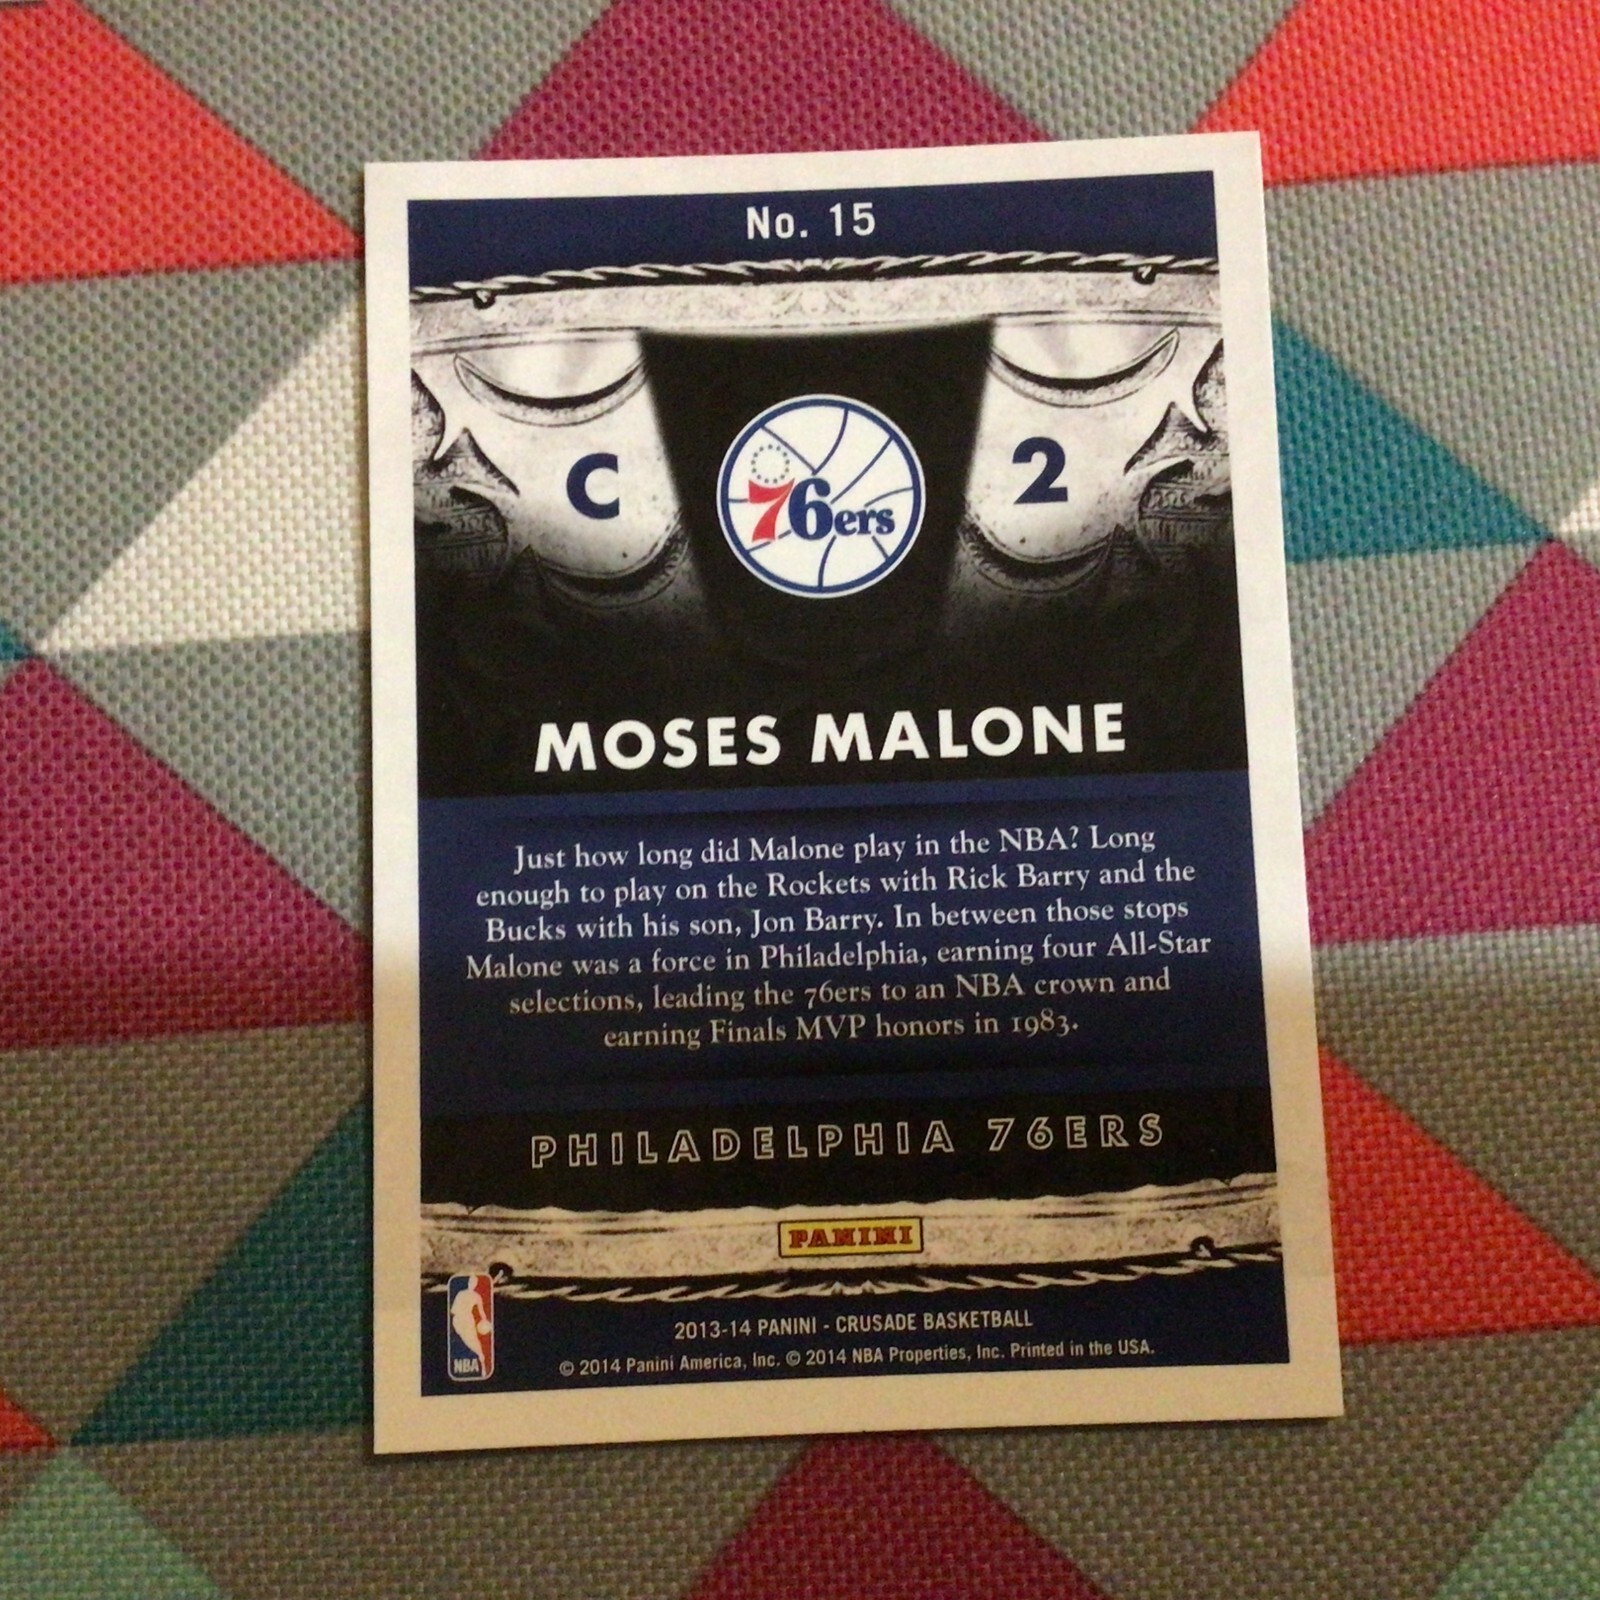 No. 15
C
76ers
2
MOSES MALONE
Just how long did Malone play in the NBA? Long
enough to play on the Rockets with Rick Barry and the
Bucks with his son, Jon Barry. In between those stops
Malone was a force in Philadelphia, earning four All-Star
selections, leading the 76ers to an NBA crown and
earning Finals MVP honors in 1983.
PHILADELPHIA 76ERS
PANINI
NBA
2013-14 PANINI - CRUSADE BASKETBALL
© 2014 Panini America, Inc. © 2014 NBA Properties, Inc. Printed in the USA.